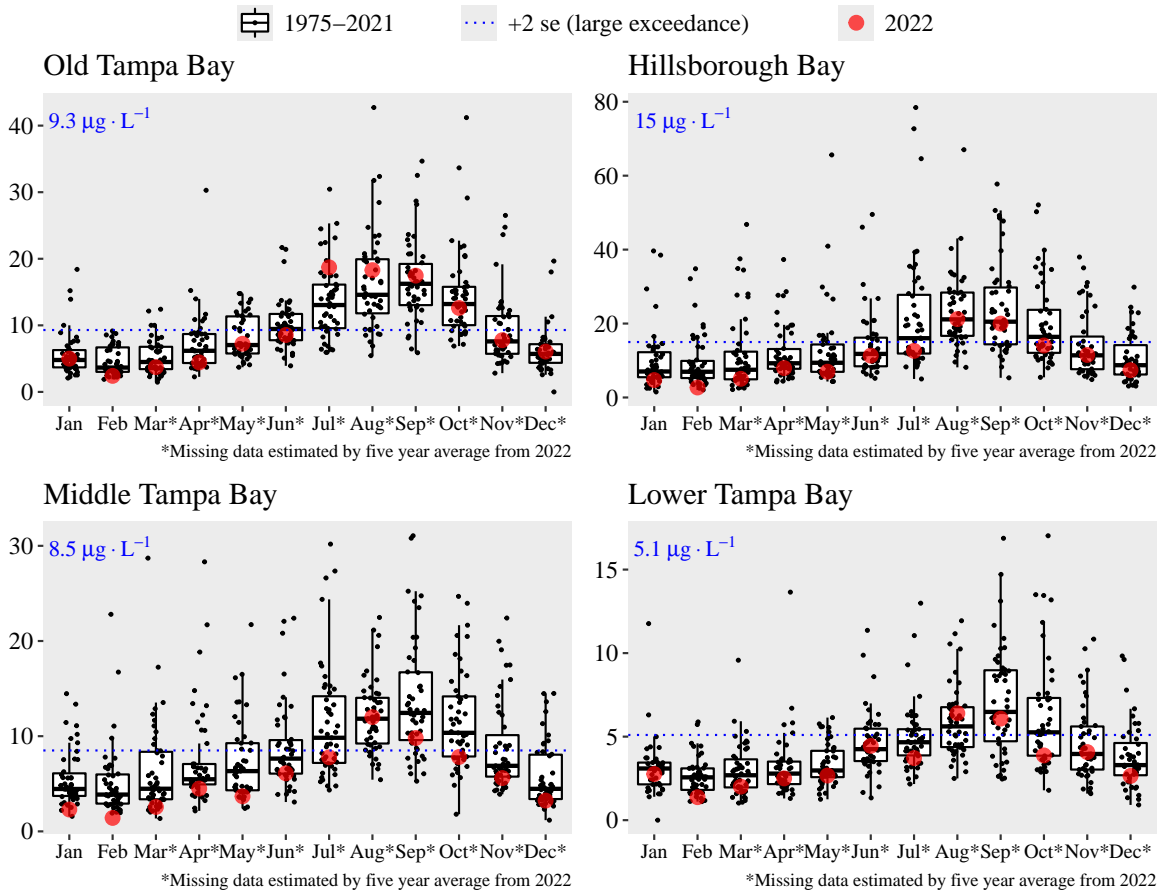 1975–2021 +2 se (large exceedance) 2022
Old Tampa Bay
9.3 μg · L⁻¹
40
30
20
10
0
Jan Feb Mar* Apr* May* Jun* Jul* Aug* Sep* Oct* Nov* Dec*
*Missing data estimated by five year average from 2022
Hillsborough Bay
15 μg · L⁻¹
80
60
40
20
0
Jan Feb Mar* Apr* May* Jun* Jul* Aug* Sep* Oct* Nov* Dec*
*Missing data estimated by five year average from 2022
Middle Tampa Bay
8.5 μg · L⁻¹
30
20
10
0
Jan Feb Mar* Apr* May* Jun* Jul* Aug* Sep* Oct* Nov* Dec*
*Missing data estimated by five year average from 2022
Lower Tampa Bay
5.1 μg · L⁻¹
15
10
5
0
Jan Feb Mar* Apr* May* Jun* Jul* Aug* Sep* Oct* Nov* Dec*
*Missing data estimated by five year average from 2022